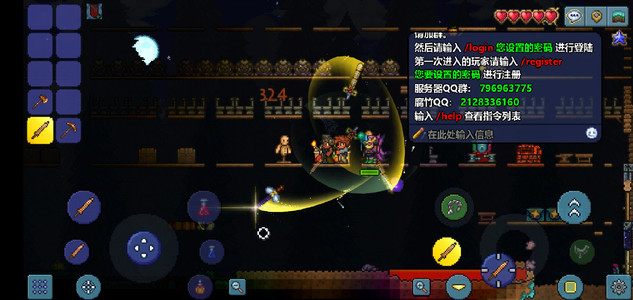 然后请输入 /login 您设置的密码 进行登陆
第一次进入的玩家请输入 /register
您要设置的密码 进行注册
服务器QQ群： 796963775
腐竹QQ： 2128336160
输入 /help 查看指令列表
在此处输入信息
324